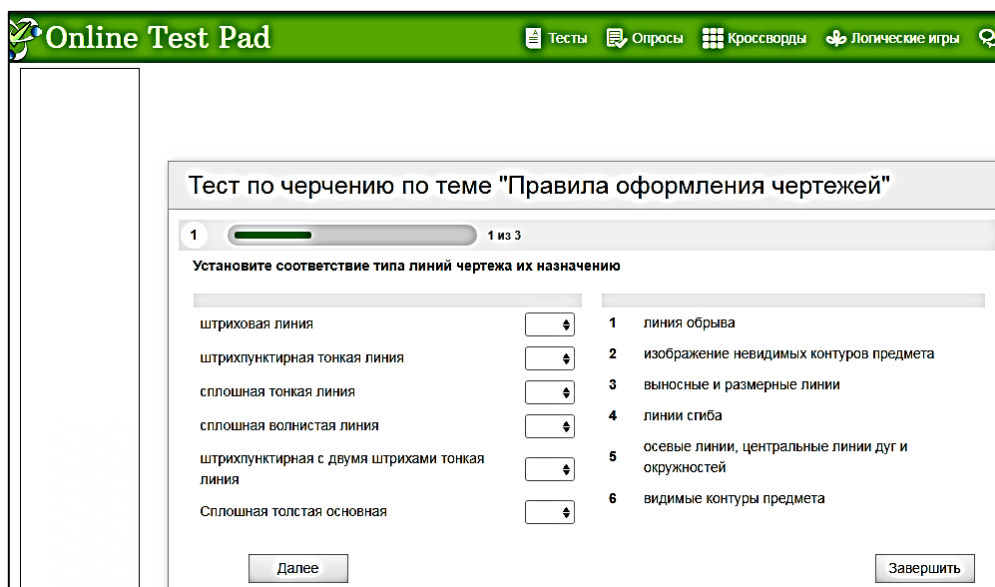 Online Test Pad
Тесты Опросы Кроссворды Логические игры
Тест по черчению по теме "Правила оформления чертежей"
1 1 из 3
Установите соответствие типа линий чертежа их назначению
штриховая линия
штрихпунктирная тонкая линия
сплошная тонкая линия
сплошная волнистая линия
штрихпунктирная с двумя штрихами тонкая
линия
Сплошная толстая основная
1 линия обрыва
2 изображение невидимых контуров предмета
3 выносные и размерные линии
4 линии сгиба
5 осевые линии, центральные линии дуг и
окружностей
6 видимые контуры предмета
Далее
Завершить